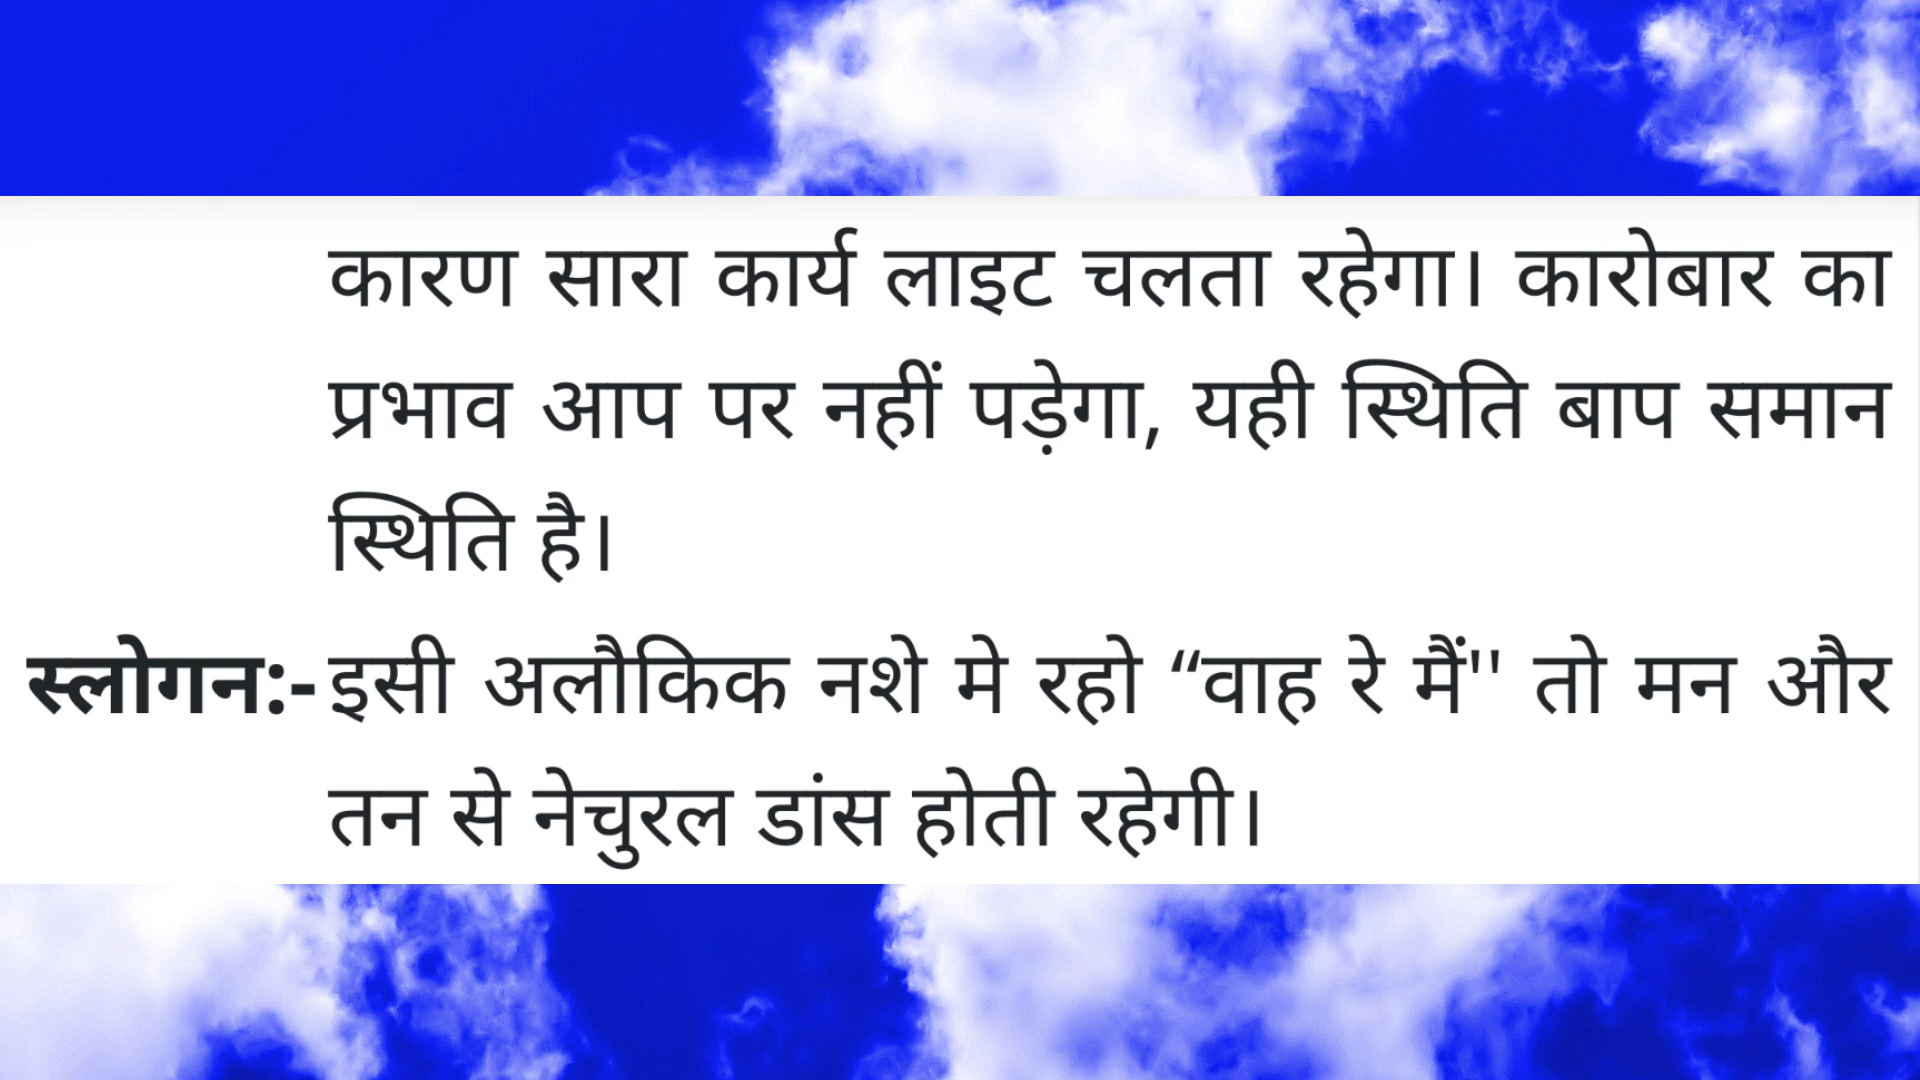 कारण सारा कार्य लाइट चलता रहेगा। कारोबार का
प्रभाव आप पर नहीं पड़ेगा, यही स्थिति बाप समान
स्थिति है।
स्लोगन:- इसी अलौकिक नशे मे रहो “वाह रे मैं'' तो मन और
तन से नेचुरल डांस होती रहेगी।